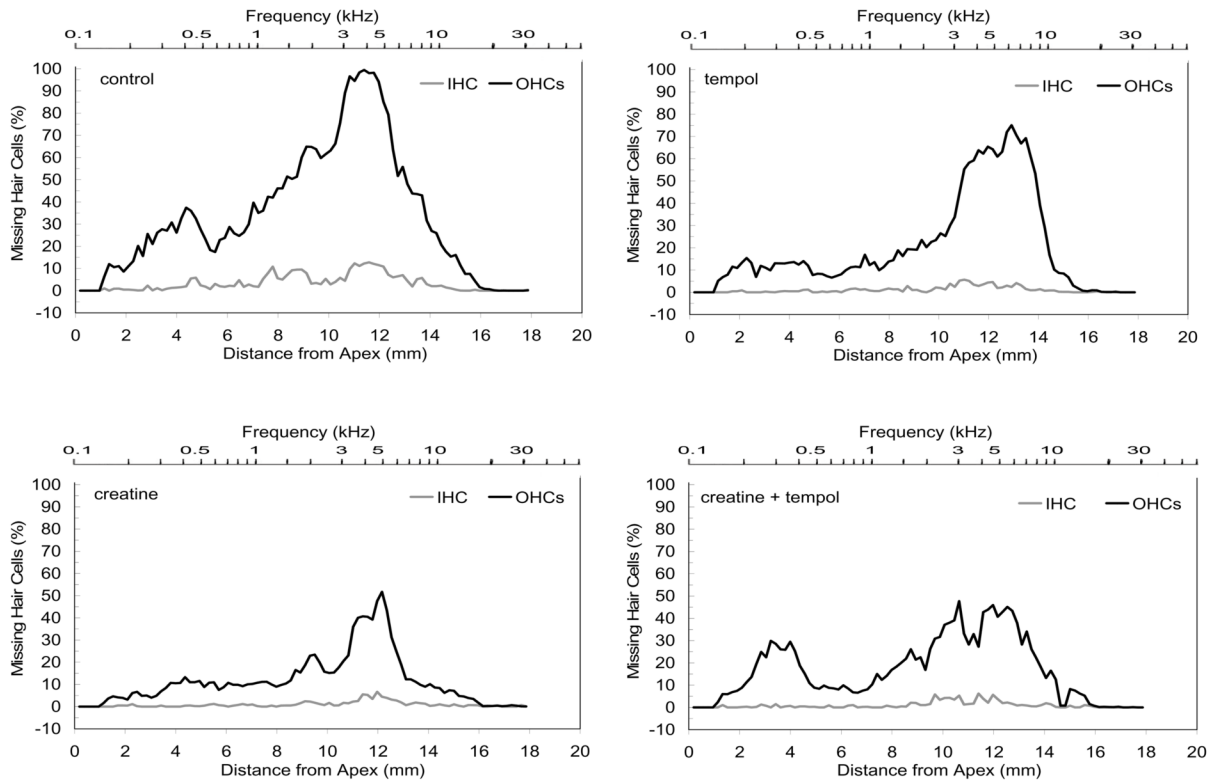 Frequency (kHz)
0.1 0.5 1 3 5 10 30
control
IHC OHCs
Missing Hair Cells (%)
100
90
80
70
60
50
40
30
20
10
0
-10
0 2 4 6 8 10 12 14 16 18 20
Distance from Apex (mm)
Frequency (kHz)
0.1 0.5 1 3 5 10 30
tempol
IHC OHCs
Missing Hair Cells (%)
100
90
80
70
60
50
40
30
20
10
0
-10
0 2 4 6 8 10 12 14 16 18 20
Distance from Apex (mm)
Frequency (kHz)
0.1 0.5 1 3 5 10 30
creatine
IHC OHCs
Missing Hair Cells (%)
100
90
80
70
60
50
40
30
20
10
0
-10
0 2 4 6 8 10 12 14 16 18 20
Distance from Apex (mm)
Frequency (kHz)
0.1 0.5 1 3 5 10 30
creatine + tempol
IHC OHCs
Missing Hair Cells (%)
100
90
80
70
60
50
40
30
20
10
0
-10
0 2 4 6 8 10 12 14 16 18 20
Distance from Apex (mm)